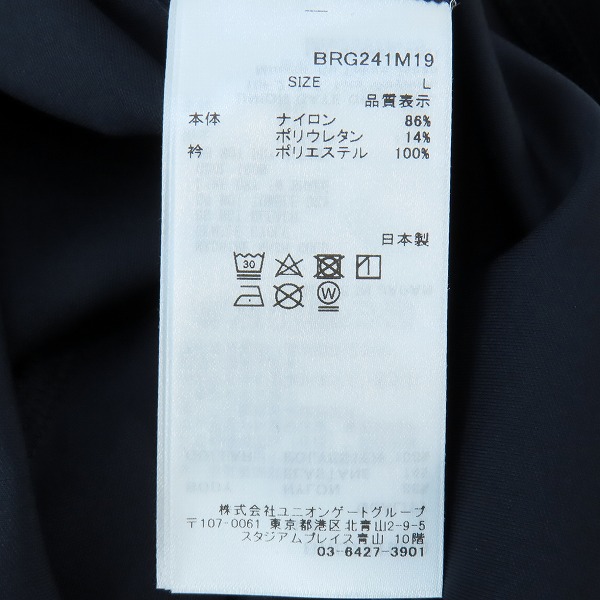 BRG241M19
SIZE L
品質表示
本体 ナイロン 86%
ポリウレタン 14%
衿 ポリエステル 100%
日本製
30
W
株式会社ユニオンゲートグループ
〒107-0061 東京都港区北青山2-9-5
スタジアムプレイス青山 10階
03-6427-3901